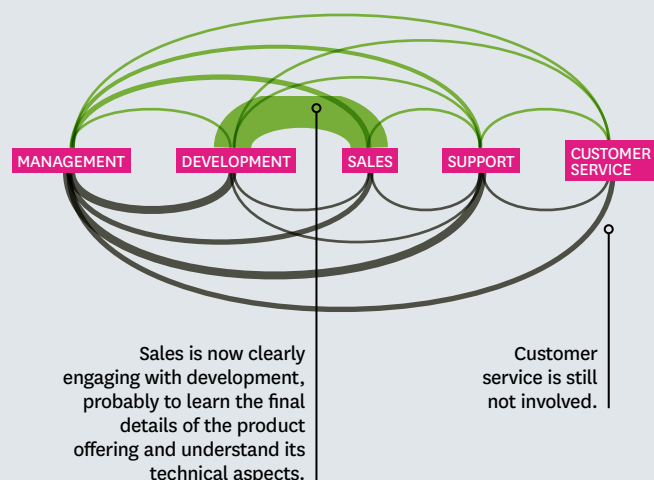 MANAGEMENT
DEVELOPMENT
SALES
SUPPORT
CUSTOMER
SERVICE
Sales is now clearly
engaging with development,
probably to learn the final
details of the product
offering and understand its
technical aspects.
Customer
service is still
not involved.